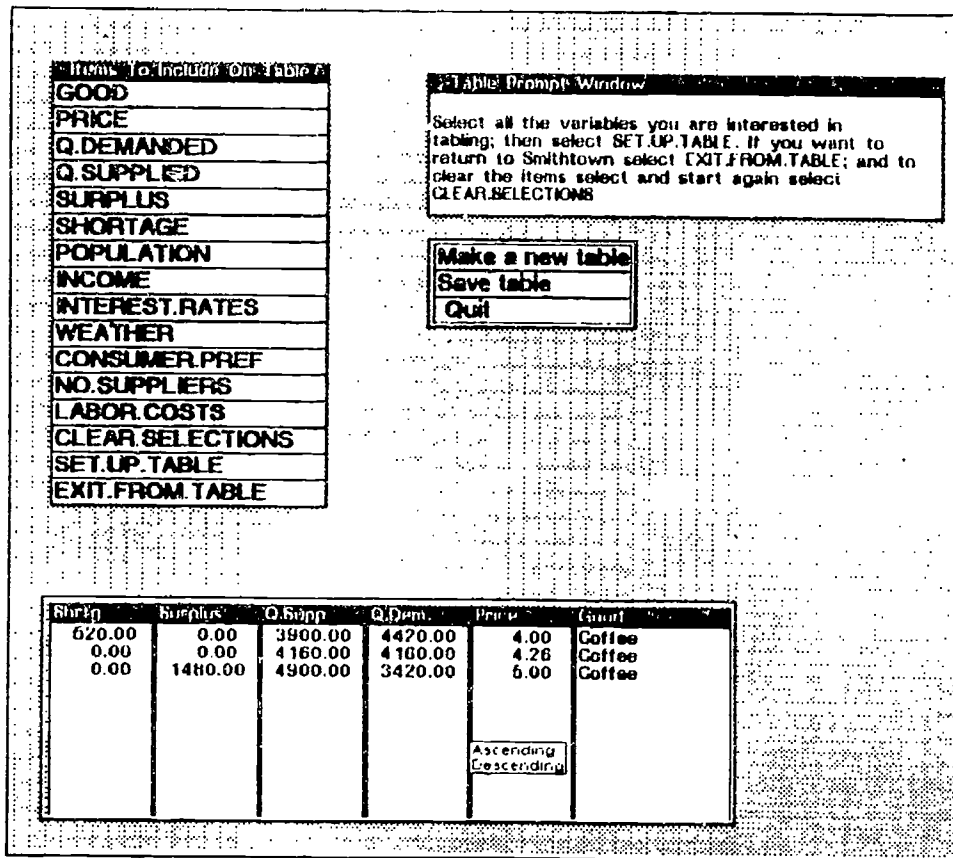 Items To Include On Table
GOOD
PRICE
Q.DEMANDED
Q.SUPPLIED
SURPLUS
SHORTAGE
POPULATION
INCOME
INTEREST.RATES
WEATHER
CONSUMER.PREF
NO.SUPPLIERS
LABOR.COSTS
CLEAR.SELECTIONS
SET.UP.TABLE
EXIT.FROM.TABLE
Table Prompt Window
Select all the variables you are interested in
tabling; then select SET.UP.TABLE. If you want to
return to Smithtown select EXIT.FROM.TABLE; and to
clear the items select and start again select
CLEAR.SELECTIONS
Make a new table
Save table
Quit
Shrtg Surplus Q.Supp Q.Dem. Price Good
520.00 0.00 3900.00 4420.00 4.00 Coffee
0.00 0.00 4160.00 4160.00 4.26 Coffee
0.00 1480.00 4900.00 3420.00 5.00 Coffee
Ascending
Descending